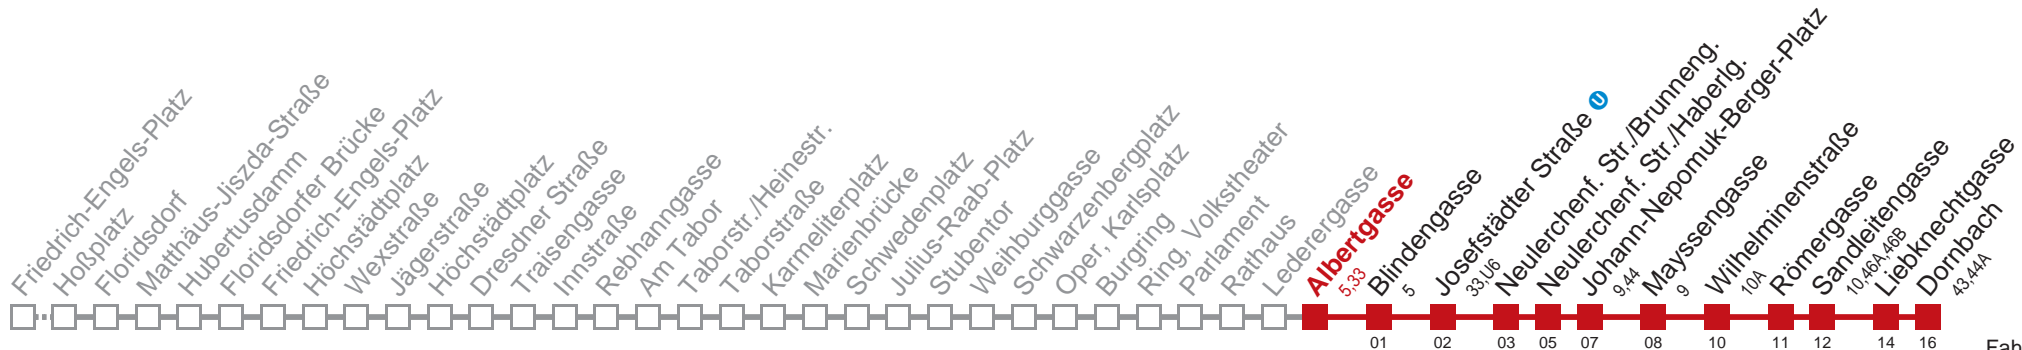 Friedrich-Engels-Platz
Hoßplatz
Floridsdorf
Matthäus-Jiszda-Straße
Hubertusdamm
Floridsdorfer Brücke
Friedrich-Engels-Platz
Höchstädtplatz
Wexstraße
Jägerstraße
Höchstädtplatz
Dresdner Straße
Traisengasse
Innstraße
Rebhanngasse
Am Tabor
Taborstr./Heinestr.
Taborstraße
Karmeliterplatz
Marienbrücke
Schwedenplatz
Julius-Raab-Platz
Stubentor
Weihburggasse
Schwarzenbergplatz
Oper, Karlsplatz
Burgring
Ring, Volkstheater
Parlament
Rathaus
Lederergasse
Albertgasse
5,33
Blindengasse
5
Josefstädter Straße U
33,U6
Neulerchenf. Str./Brunneng.
Neulerchenf. Str./Haberlg.
Johann-Nepomuk-Berger-Platz
9,44
Mayssengasse
9
Wilhelminenstraße
10A
Römergasse
Sandleitengasse
10,46A,46B
Liebknechtgasse
Dornbach
43,44A
01 02 03 05 07 08 10 11 12 14 16
Fah